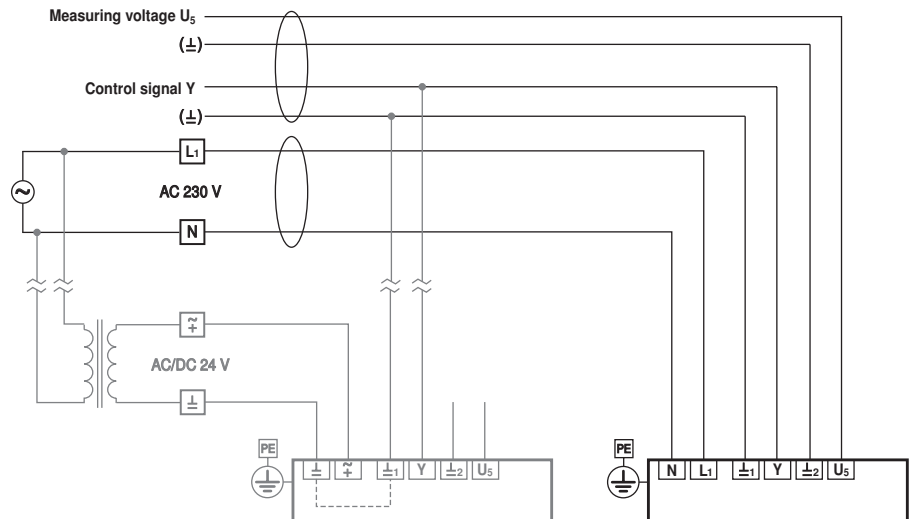 Measuring voltage U₅
(⊥)
Control signal Y
(⊥)
L₁
AC 230 V
~
N
~
+
AC/DC 24 V
⊥
PE
PE
⊥ ~+ ⊥₁ Y ⊥₂ U₅
N L₁ ⊥₁ Y ⊥₂ U₅